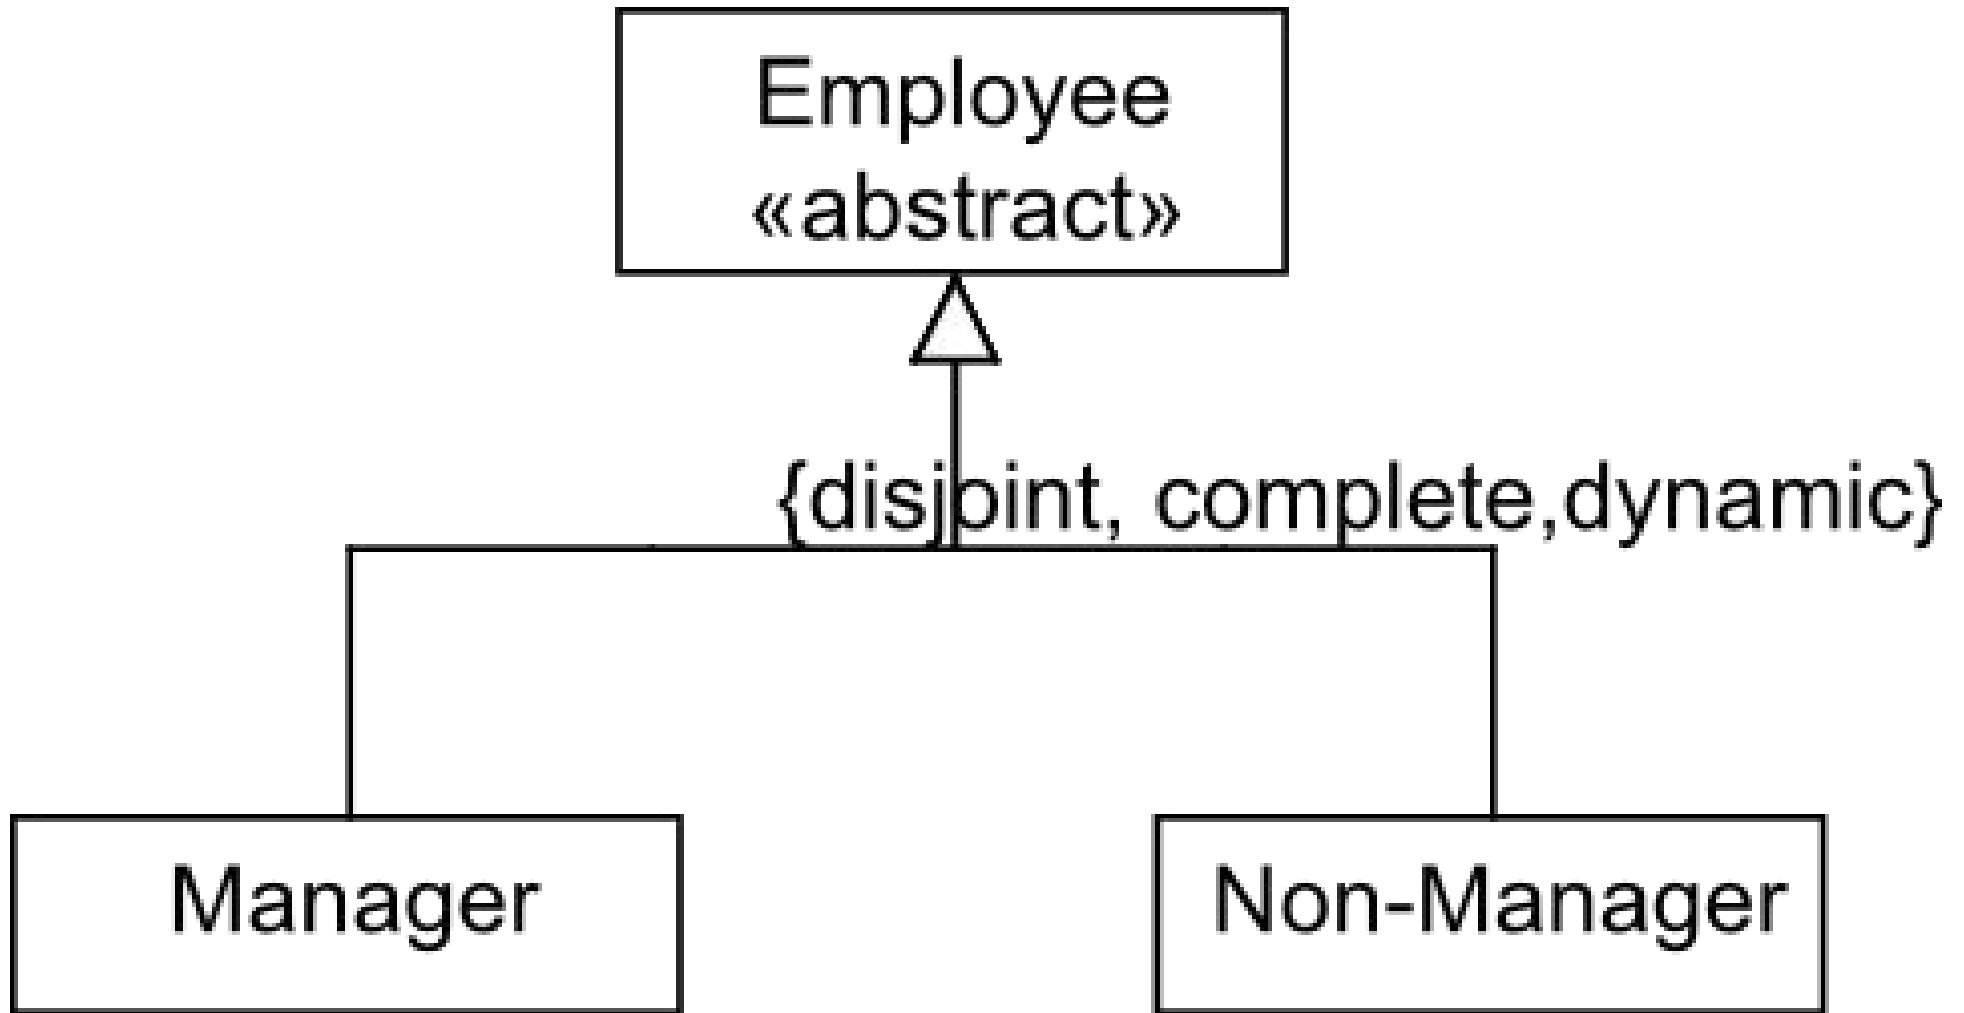 Employee
«abstract»
{disjoint, complete,dynamic}
Manager
Non-Manager